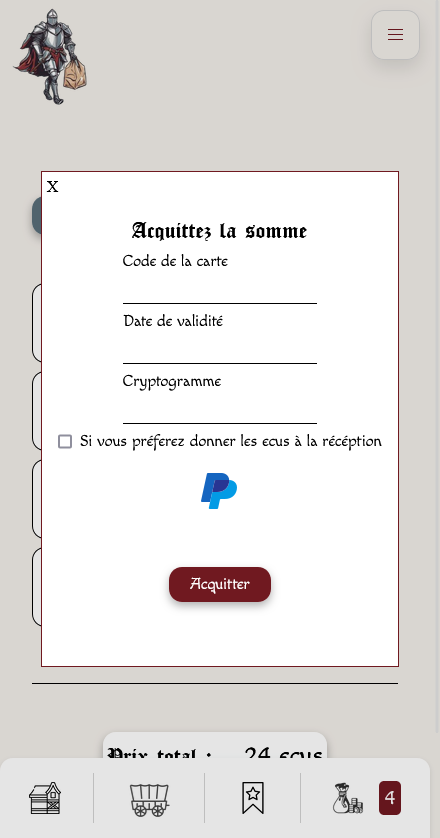 X
Acquittez la somme
Code de la carte
Date de validité
Cryptogramme
Si vous préferez donner les ecus à la récéption
Acquitter
Prix total : 24 ecus
4